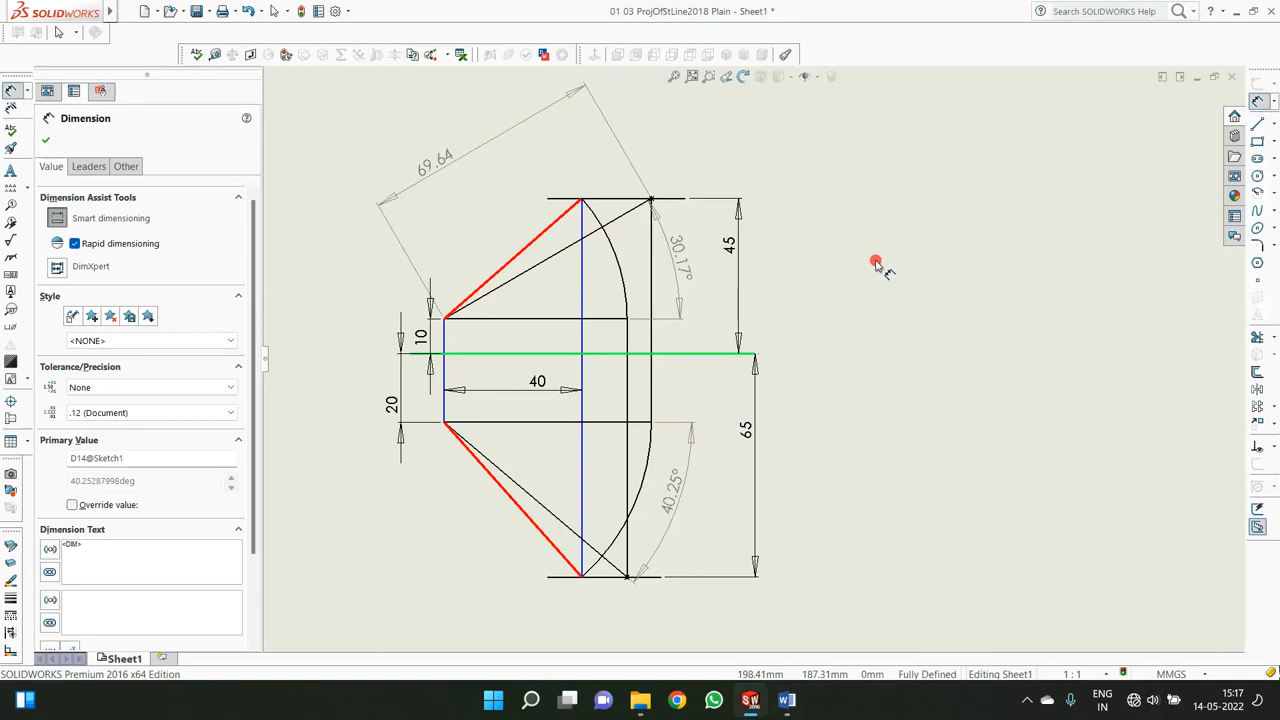 SOLIDWORKS
01 03 ProjOfStLine2018 Plain - Sheet1 *
Search SOLIDWORKS Help
?
Dimension
Value
Leaders
Other
Dimension Assist Tools
Smart dimensioning
Rapid dimensioning
DimXpert
Style
<NONE>
Tolerance/Precision
None
.12 (Document)
Primary Value
D14@Sketch1
40.25287998deg
Override value:
Dimension Text
<DIM>
69.64
30.17°
45
10
40
20
65
40.25°
Sheet1
SOLIDWORKS Premium 2016 x64 Edition
198.41mm
187.31mm
0mm
Fully Defined
Editing Sheet1
1 : 1
MMGS
ENG
IN
15:17
14-05-2022